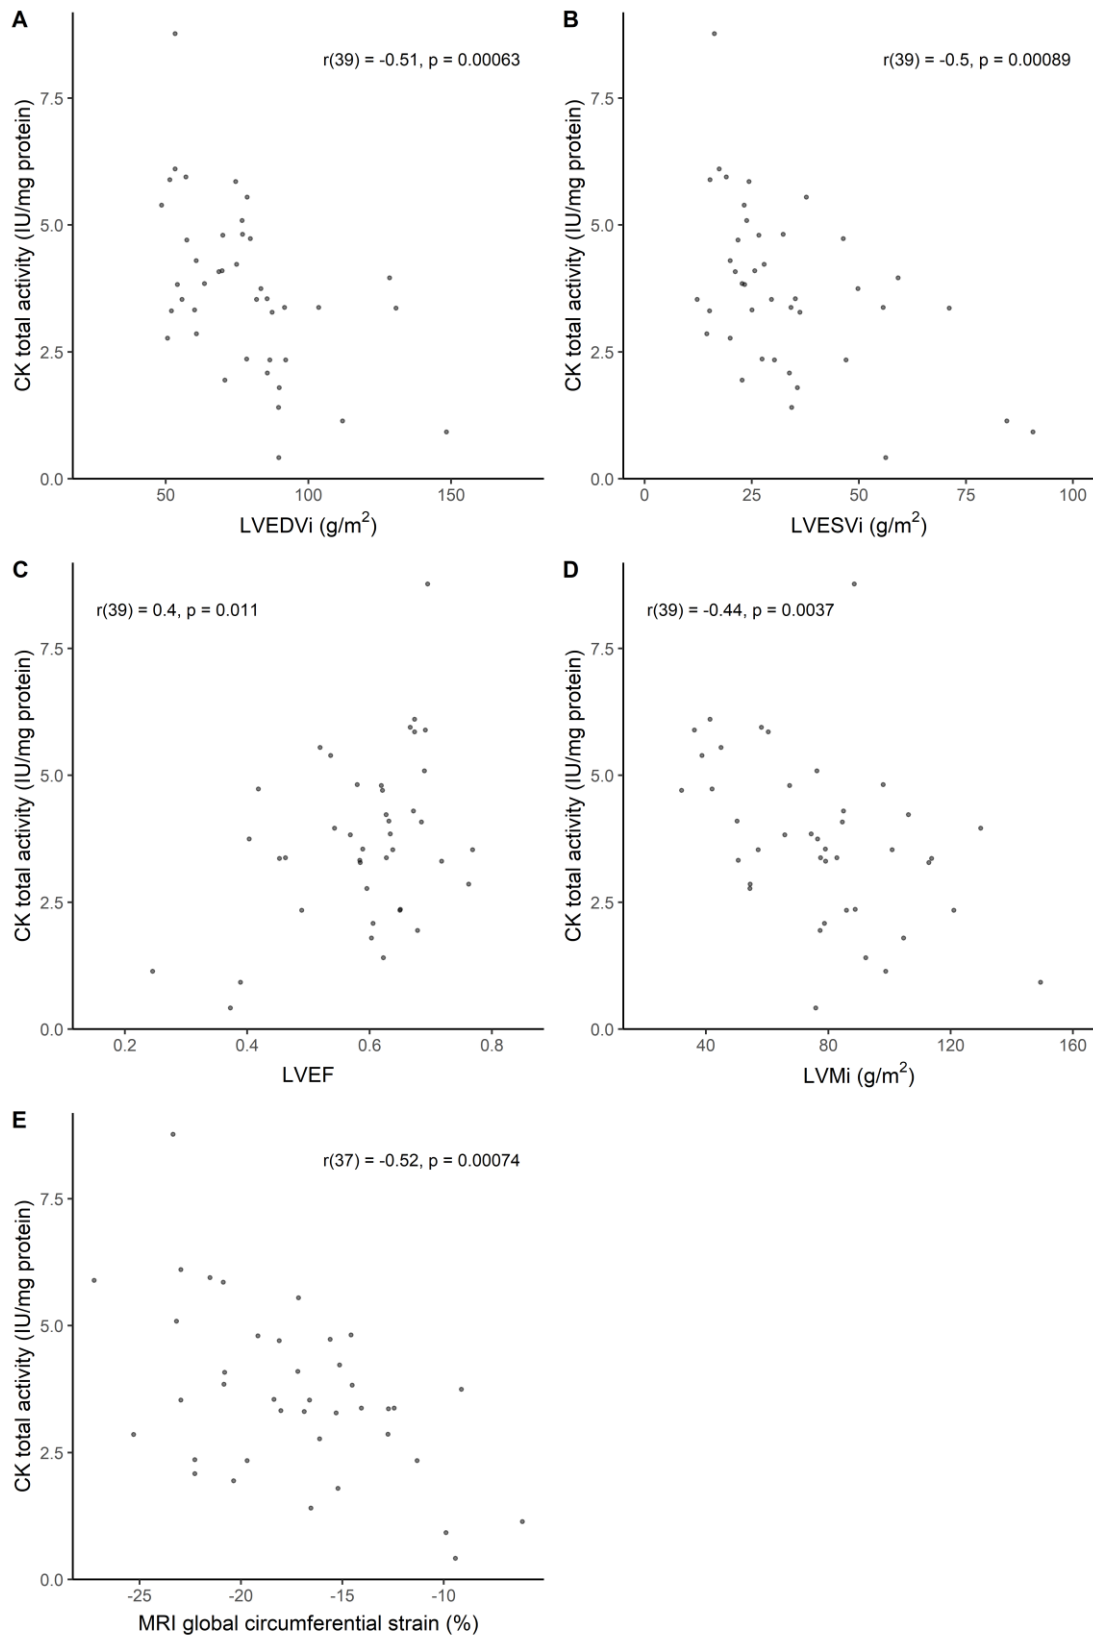 A
r(39) = -0.51, p = 0.00063
CK total activity (IU/mg protein)
7.5
5.0
2.5
0.0
50 100 150
LVEDVi (g/m²)
B
r(39) = -0.5, p = 0.00089
CK total activity (IU/mg protein)
7.5
5.0
2.5
0.0
0 25 50 75 100
LVESVi (g/m²)
C
r(39) = 0.4, p = 0.011
CK total activity (IU/mg protein)
7.5
5.0
2.5
0.0
0.2 0.4 0.6 0.8
LVEF
D
r(39) = -0.44, p = 0.0037
CK total activity (IU/mg protein)
7.5
5.0
2.5
0.0
40 80 120 160
LVMi (g/m²)
E
r(37) = -0.52, p = 0.00074
CK total activity (IU/mg protein)
7.5
5.0
2.5
0.0
-25 -20 -15 -10
MRI global circumferential strain (%)